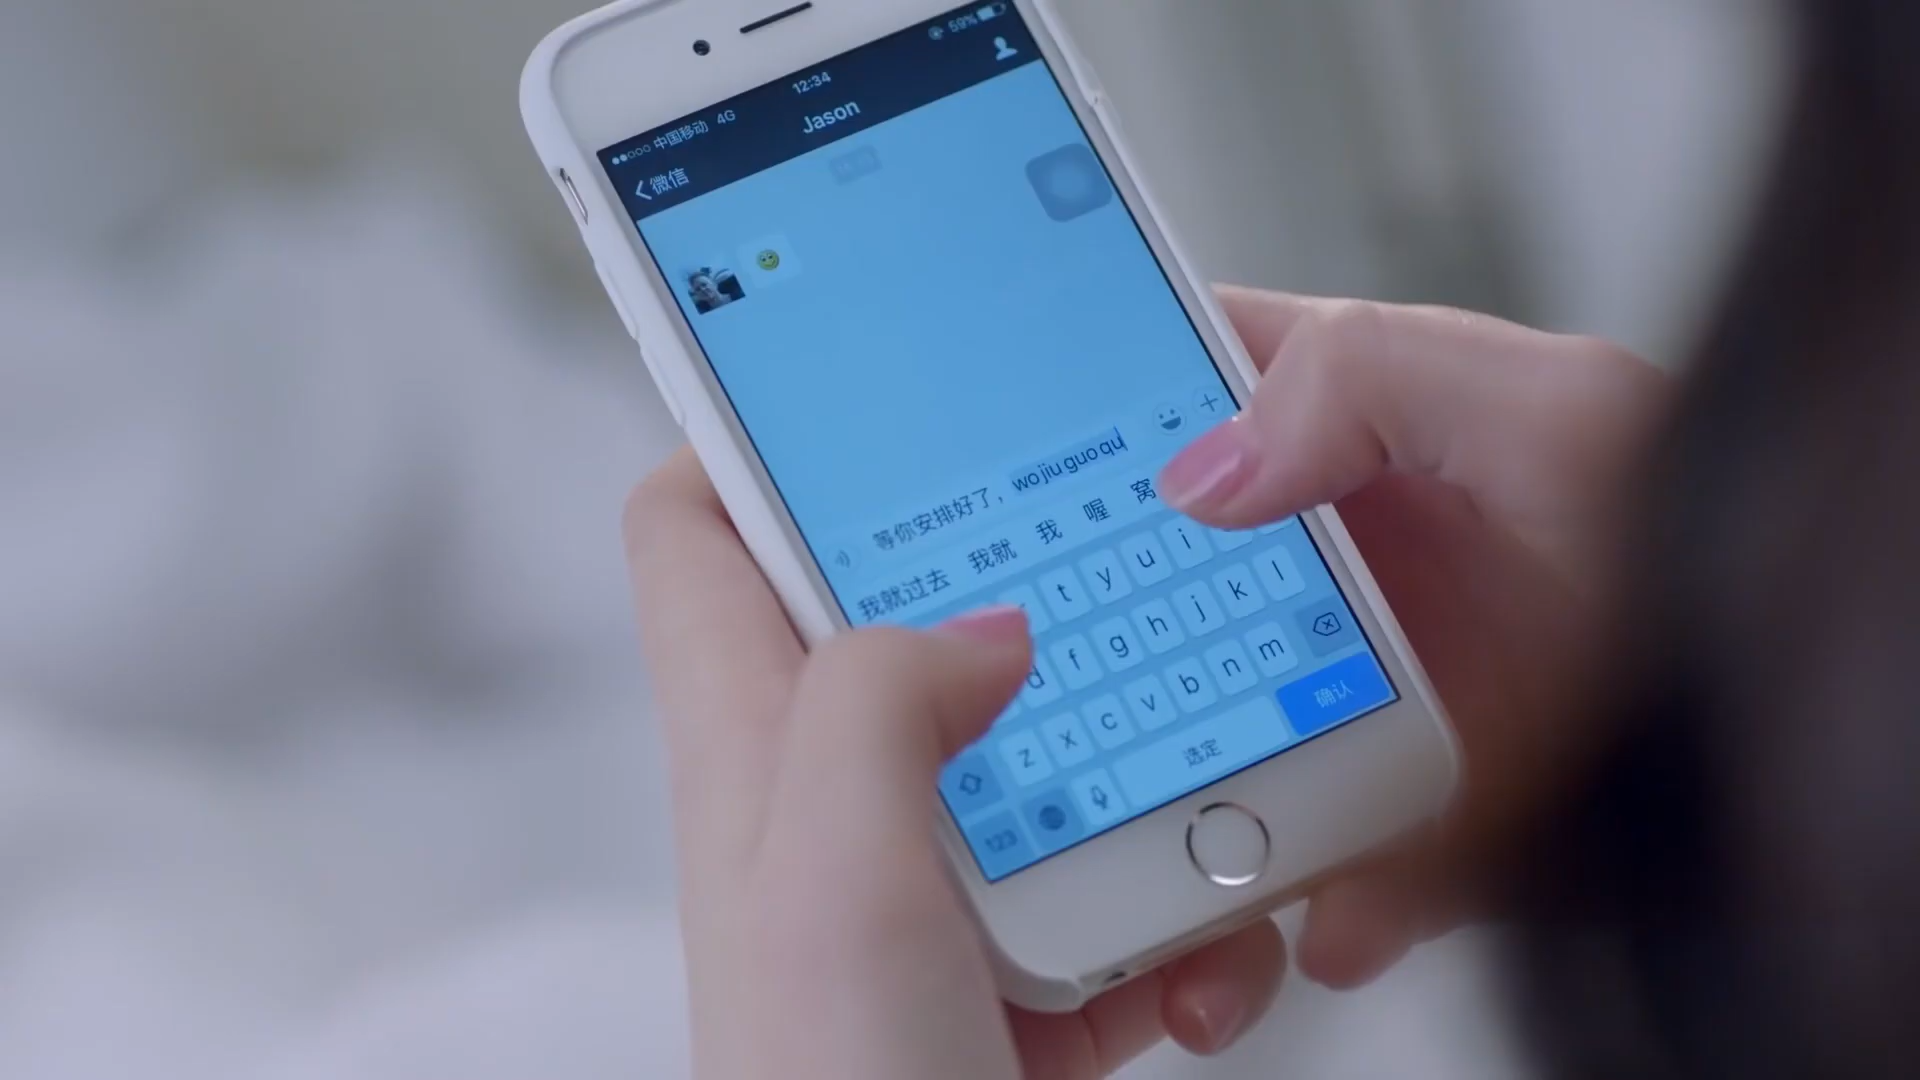 中国移动 4G
12:34
59%
微信
Jason
等你安排好了，wo jiu guo qu
我就过去 我就 我 喔 窝
t y u i
d f g h j k l
z x c v b n m
123 选定 确认